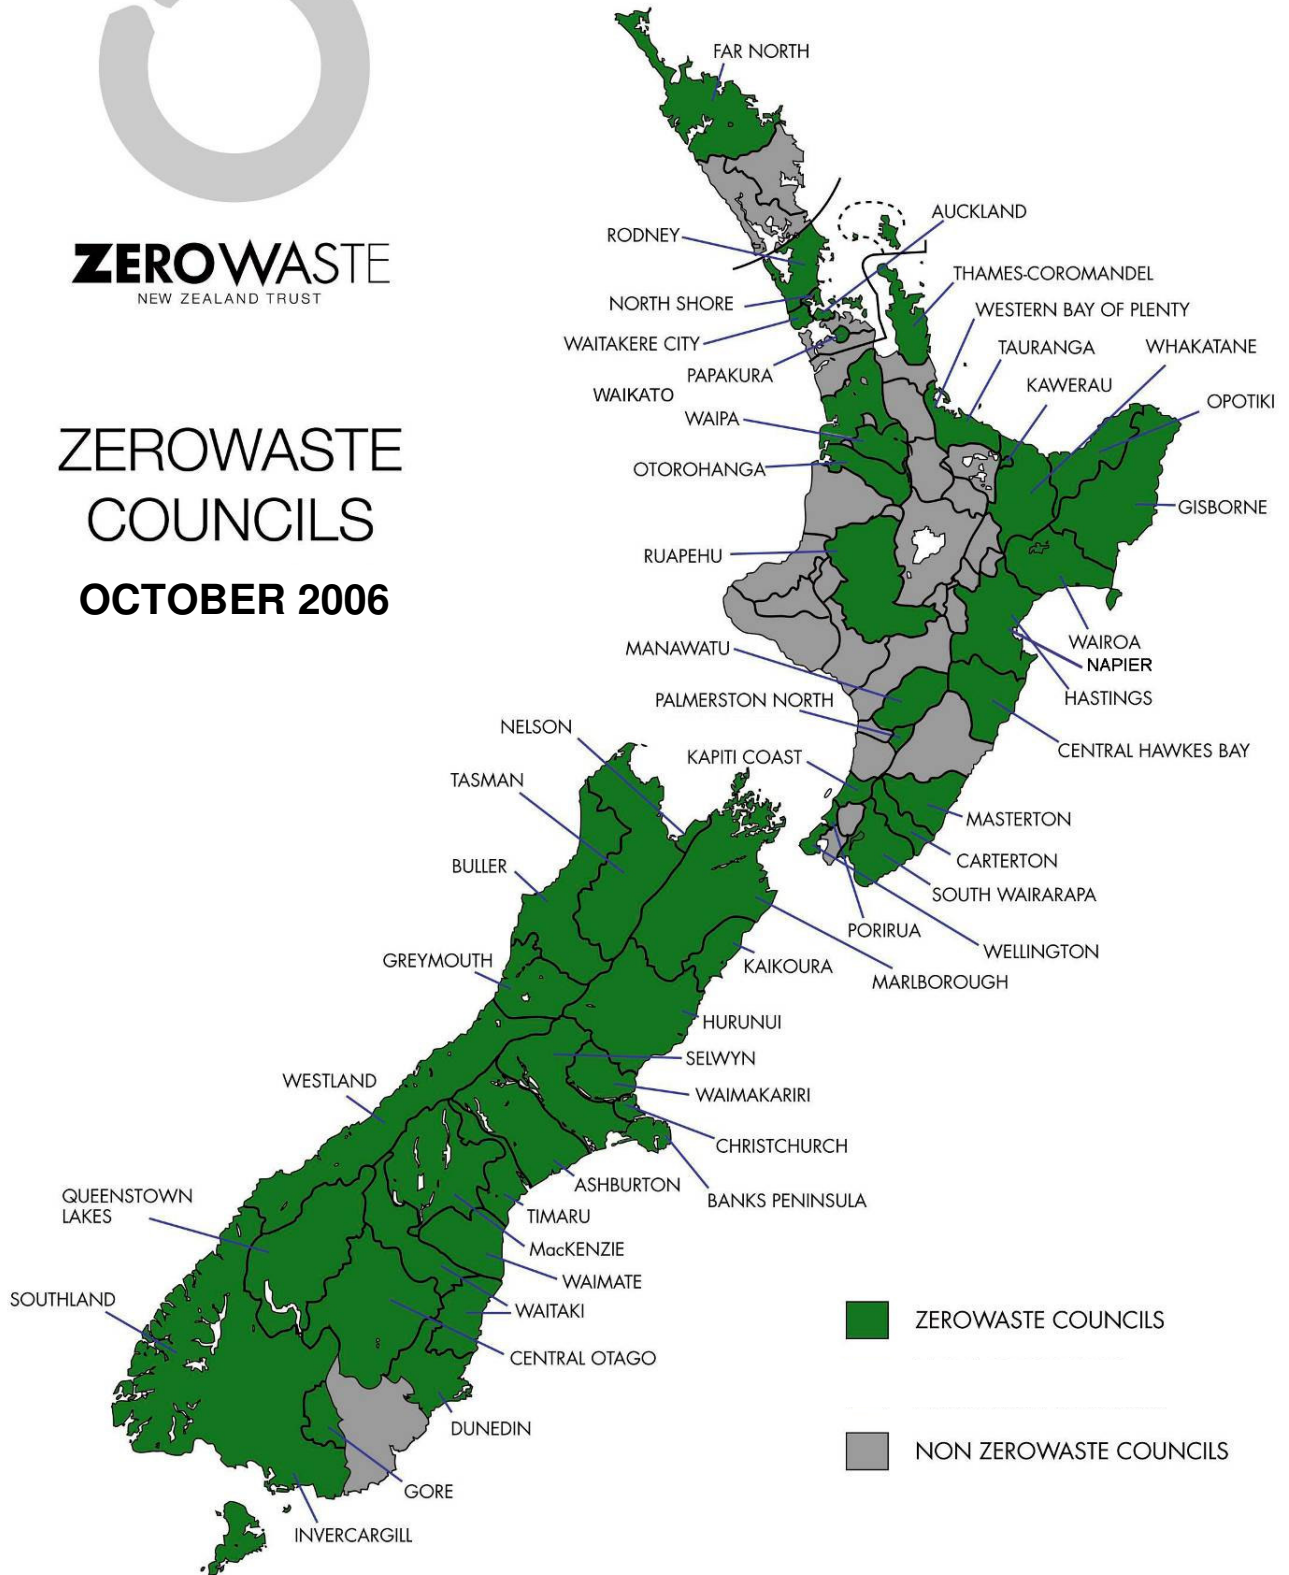 ZEROWASTE
NEW ZEALAND TRUST
ZEROWASTE
COUNCILS
OCTOBER 2006
FAR NORTH
AUCKLAND
RODNEY
THAMES-COROMANDEL
NORTH SHORE
WESTERN BAY OF PLENTY
WAITAKERE CITY
TAURANGA
WHAKATANE
PAPAKURA
KAWERAU
WAIKATO
OPOTIKI
WAIPA
OTOROHANGA
GISBORNE
RUAPEHU
WAIROA
MANAWATU
NAPIER
PALMERSTON NORTH
HASTINGS
NELSON
CENTRAL HAWKES BAY
KAPITI COAST
TASMAN
MASTERTON
BULLER
CARTERTON
SOUTH WAIRARAPA
PORIRUA
WELLINGTON
GREYMOUTH
KAIKOURA
MARLBOROUGH
HURUNUI
SELWYN
WESTLAND
WAIMAKARIRI
CHRISTCHURCH
ASHBURTON
BANKS PENINSULA
QUEENSTOWN
LAKES
TIMARU
MacKENZIE
WAIMATE
SOUTHLAND
WAITAKI
ZEROWASTE COUNCILS
CENTRAL OTAGO
DUNEDIN
NON ZEROWASTE COUNCILS
GORE
INVERCARGILL